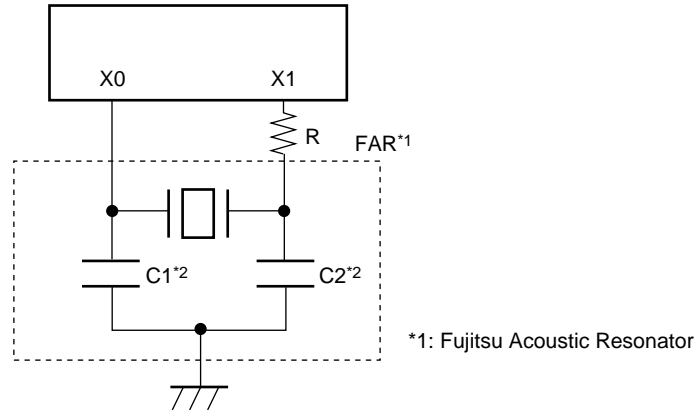 X0 X1
R
FAR*1
C1*2 C2*2
*1: Fujitsu Acoustic Resonator